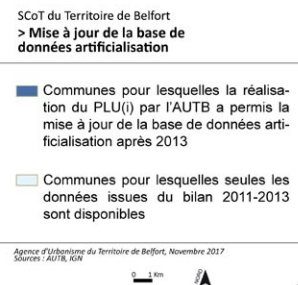 SCoT du Territoire de Belfort
> Mise à jour de la base de
données artificialisation
Communes pour lesquelles la réalisa-
tion du PLU(i) par l'AUTB a permis la
mise à jour de la base de données arti-
ficialisation après 2013
Communes pour lesquelles seules les
données issues du bilan 2011-2013
sont disponibles
Agence d'Urbanisme du Territoire de Belfort, Novembre 2017
Sources : AUTB, IGN
0 1 Km
NORD